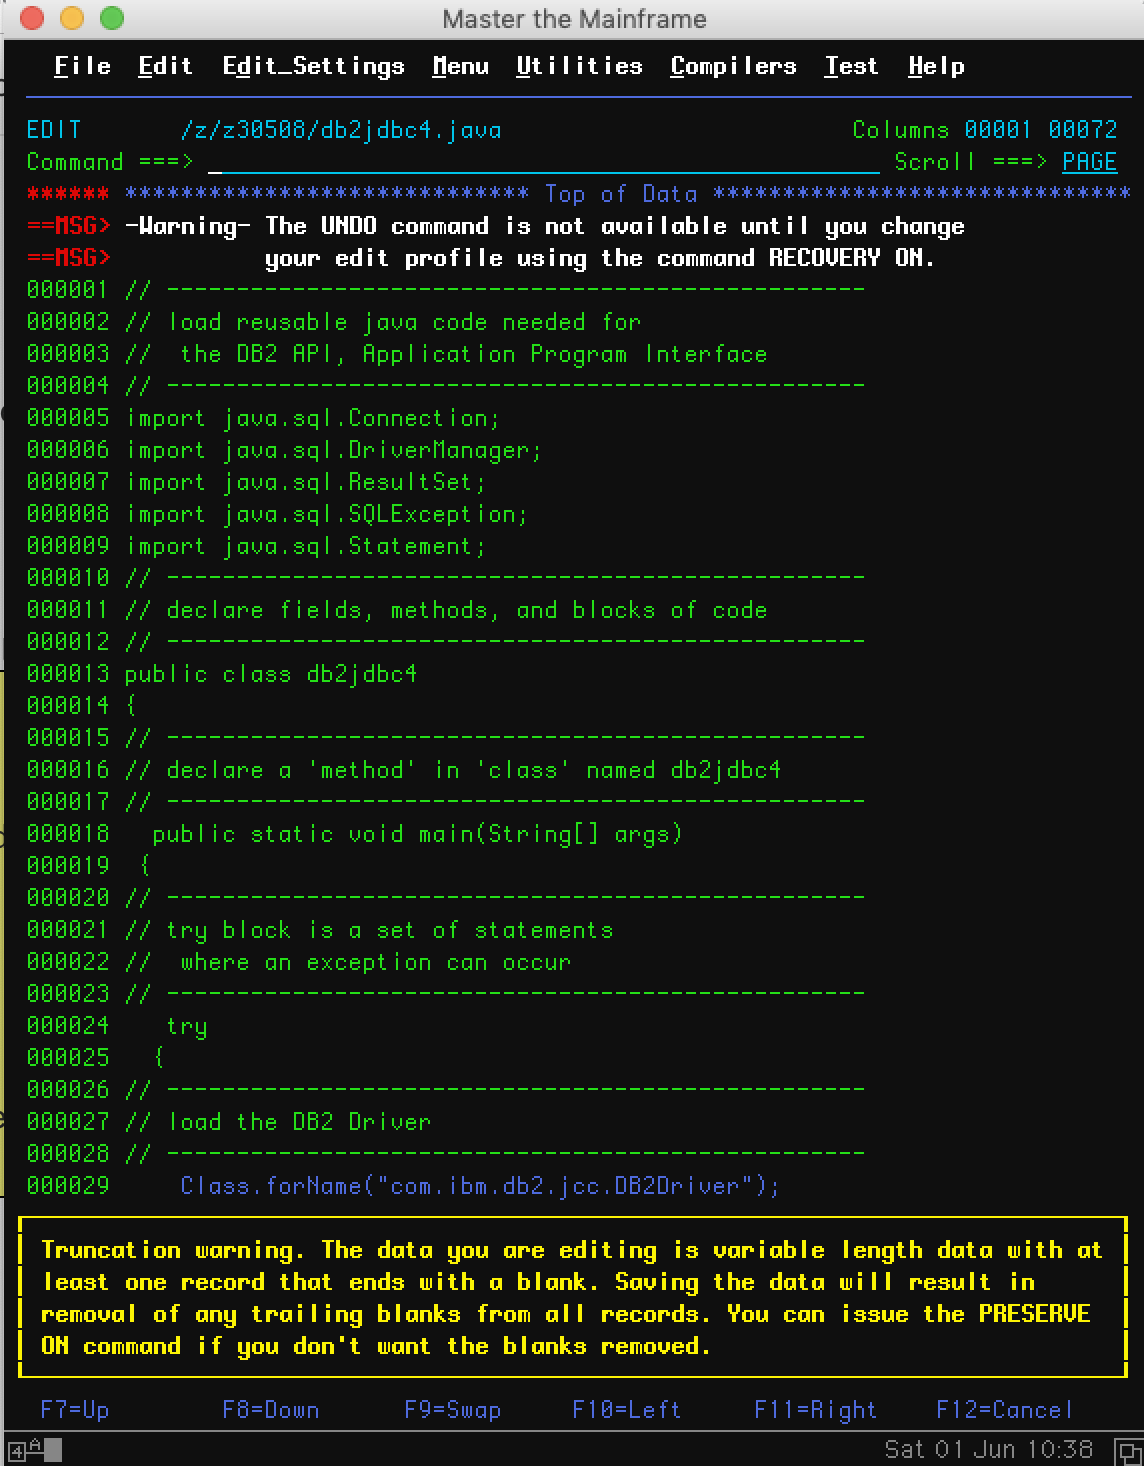 Master the Mainframe
File Edit Edit_Settings Menu Utilities Compilers Test Help
EDIT /z/z30508/db2jdbc4.java Columns 00001 00072
Command ===> _ Scroll ===> PAGE
****** ***************************** Top of Data ******************************
==MSG> -Warning- The UNDO command is not available until you change
==MSG> your edit profile using the command RECOVERY ON.
000001 // --------------------------------------------------
000002 // load reusable java code needed for
000003 //  the DB2 API, Application Program Interface
000004 // --------------------------------------------------
000005 import java.sql.Connection;
000006 import java.sql.DriverManager;
000007 import java.sql.ResultSet;
000008 import java.sql.SQLException;
000009 import java.sql.Statement;
000010 // --------------------------------------------------
000011 // declare fields, methods, and blocks of code
000012 // --------------------------------------------------
000013 public class db2jdbc4
000014 {
000015 // --------------------------------------------------
000016 // declare a 'method' in 'class' named db2jdbc4
000017 // --------------------------------------------------
000018   public static void main(String[] args)
000019  {
000020 // --------------------------------------------------
000021 // try block is a set of statements
000022 //  where an exception can occur
000023 // --------------------------------------------------
000024    try
000025   {
000026 // --------------------------------------------------
000027 // load the DB2 Driver
000028 // --------------------------------------------------
000029     Class.forName("com.ibm.db2.jcc.DB2Driver");
Truncation warning. The data you are editing is variable length data with at
least one record that ends with a blank. Saving the data will result in
removal of any trailing blanks from all records. You can issue the PRESERVE
ON command if you don't want the blanks removed.
F7=Up F8=Down F9=Swap F10=Left F11=Right F12=Cancel
4 A Sat 01 Jun 10:38